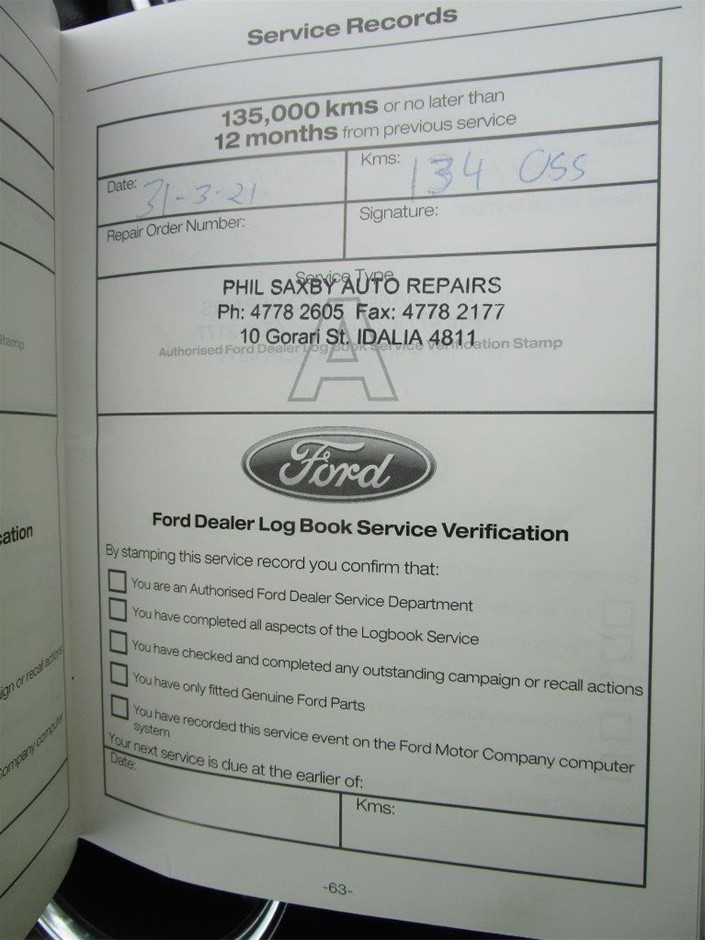 Service Records
135,000 kms or no later than
12 months from previous service
Date: 31-3-21
Kms: 134 055
Repair Order Number:
Signature:
Service Type
A
PHIL SAXBY AUTO REPAIRS
Ph: 4778 2605 Fax: 4778 2177
10 Gorari St. IDALIA 4811
Authorised Ford Dealer Log Book Service Verification Stamp
Ford
Ford Dealer Log Book Service Verification
By stamping this service record you confirm that:
You are an Authorised Ford Dealer Service Department
You have completed all aspects of the Logbook Service
You have checked and completed any outstanding campaign or recall actions
You have only fitted Genuine Ford Parts
You have recorded this service event on the Ford Motor Company computer
system
Your next service is due at the earlier of:
Date:
Kms:
-63-